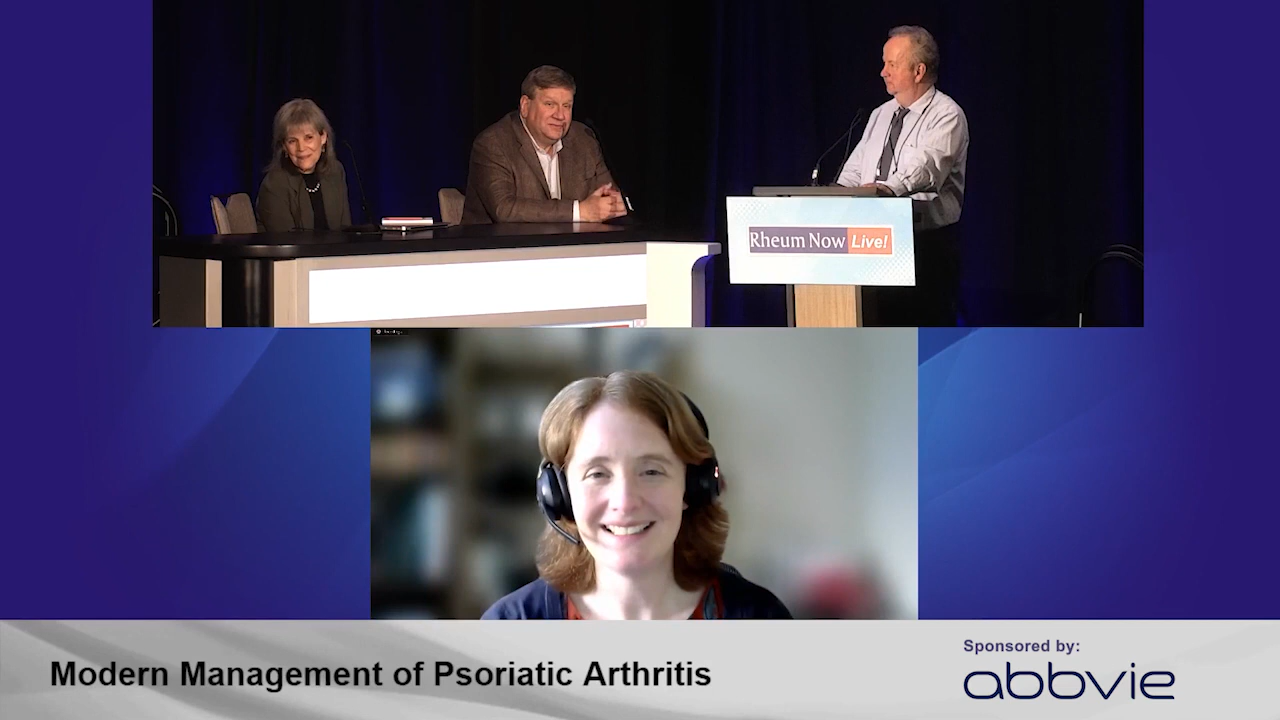 Rheum Now Live!
Modern Management of Psoriatic Arthritis
Sponsored by:
abbvie